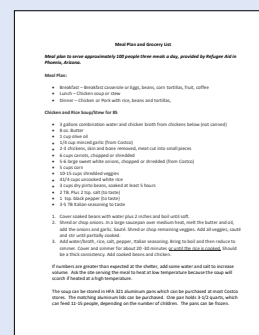 Meal Plan and Grocery List
Meal plan to serve approximately 100 people three meals a day, provided by Refugee Aid in
Phoenix, Arizona.
Meal Plan:
• Breakfast – Breakfast casserole or Eggs, beans, corn tortillas, fruit, coffee
• Lunch – Chicken soup or stew
• Dinner – Chicken or Pork with rice, beans and tortillas,
Chicken and Rice Soup/Stew for 85
• 3 gallons combination water and chicken broth from chickens below (not canned)
• 8 oz. Butter
• 1 cup olive oil
• 1/4 cup minced garlic (from Costco)
• 2-3 chickens, skin and bone removed, meat cut into small pieces
• 6 cups carrots, chopped or shredded
• 5-6 large sweet onions, chopped or shredded (from Costco)
• 5 cups corn
• 10-15 cups shredded veggies
• 4 cups uncooked white rice
• 3 cups dry pinto beans, soaked at least 5 hours
• 2 TB. Plus 2 tsp. salt (to taste)
• 1 tsp. black pepper (to taste)
• 3-5 TB Italian seasoning to taste
1. Cover soaked beans with water plus 2 inches and boil until soft.
2. Shred or chop onions. In a large saucepan over medium heat, melt the butter and oil,
add the onions and garlic. Sauté. Shred or chop remaining veggies. Add all veggies, sauté
and stir until partially cooked.
3. Add water/broth, rice, salt, pepper, Italian seasoning. Bring to boil and then reduce to
simmer. Cover and simmer for about 20 -30 minutes, or until the rice is cooked. Should
be a thick consistency. Add cooked beans and chicken.
If numbers are greater than expected at the shelter, add some water and salt to increase
volume. Ask the site serving the meal to heat at low temperature because the soup will
scorch if heated at a high temperature.
The soup can be stored in HFA 321 aluminum pans which can be purchased at most Costco
stores. The matching aluminum lids can be purchased. One pan holds 3-1/2 quarts, which
can feed 11-15 people, depending on the number of children. The pans can be frozen.